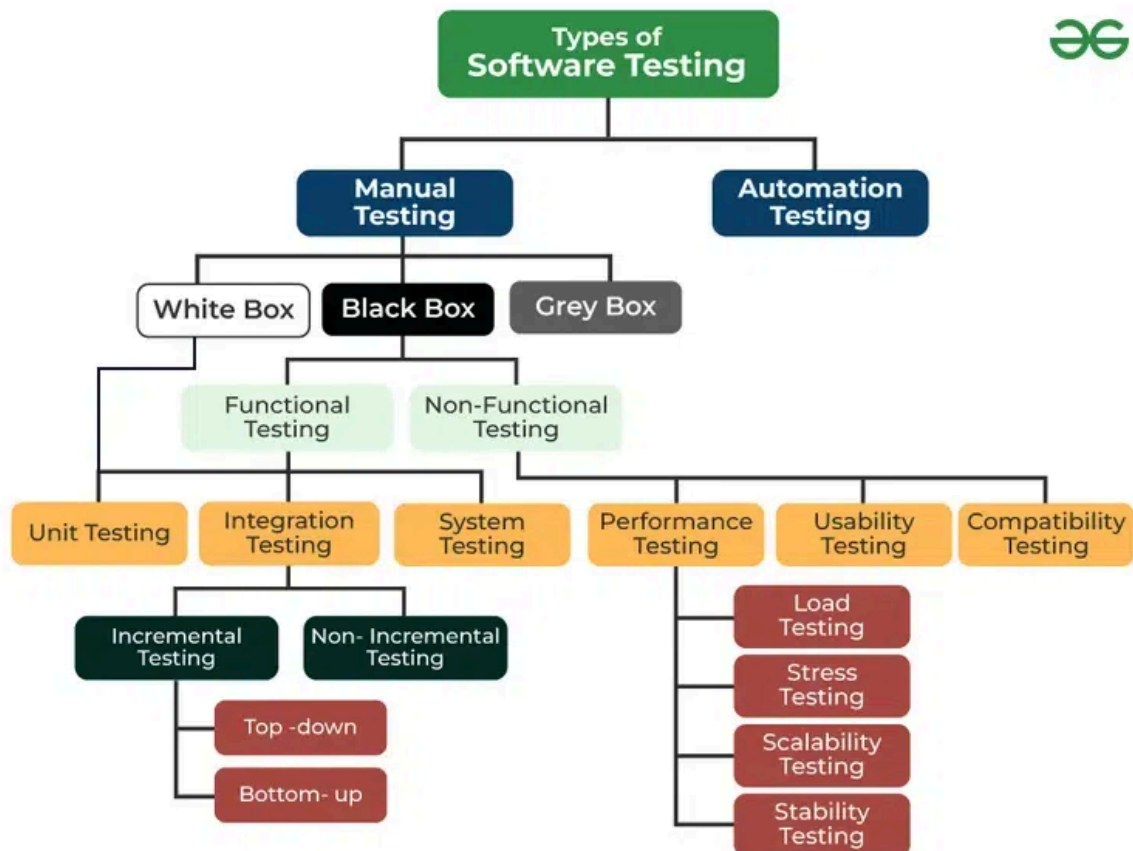 Types of
Software Testing
Manual
Testing
Automation
Testing
White Box
Black Box
Grey Box
Functional
Testing
Non-Functional
Testing
Unit Testing
Integration
Testing
System
Testing
Performance
Testing
Usability
Testing
Compatibility
Testing
Incremental
Testing
Non- Incremental
Testing
Load
Testing
Stress
Testing
Top -down
Scalability
Testing
Bottom- up
Stability
Testing